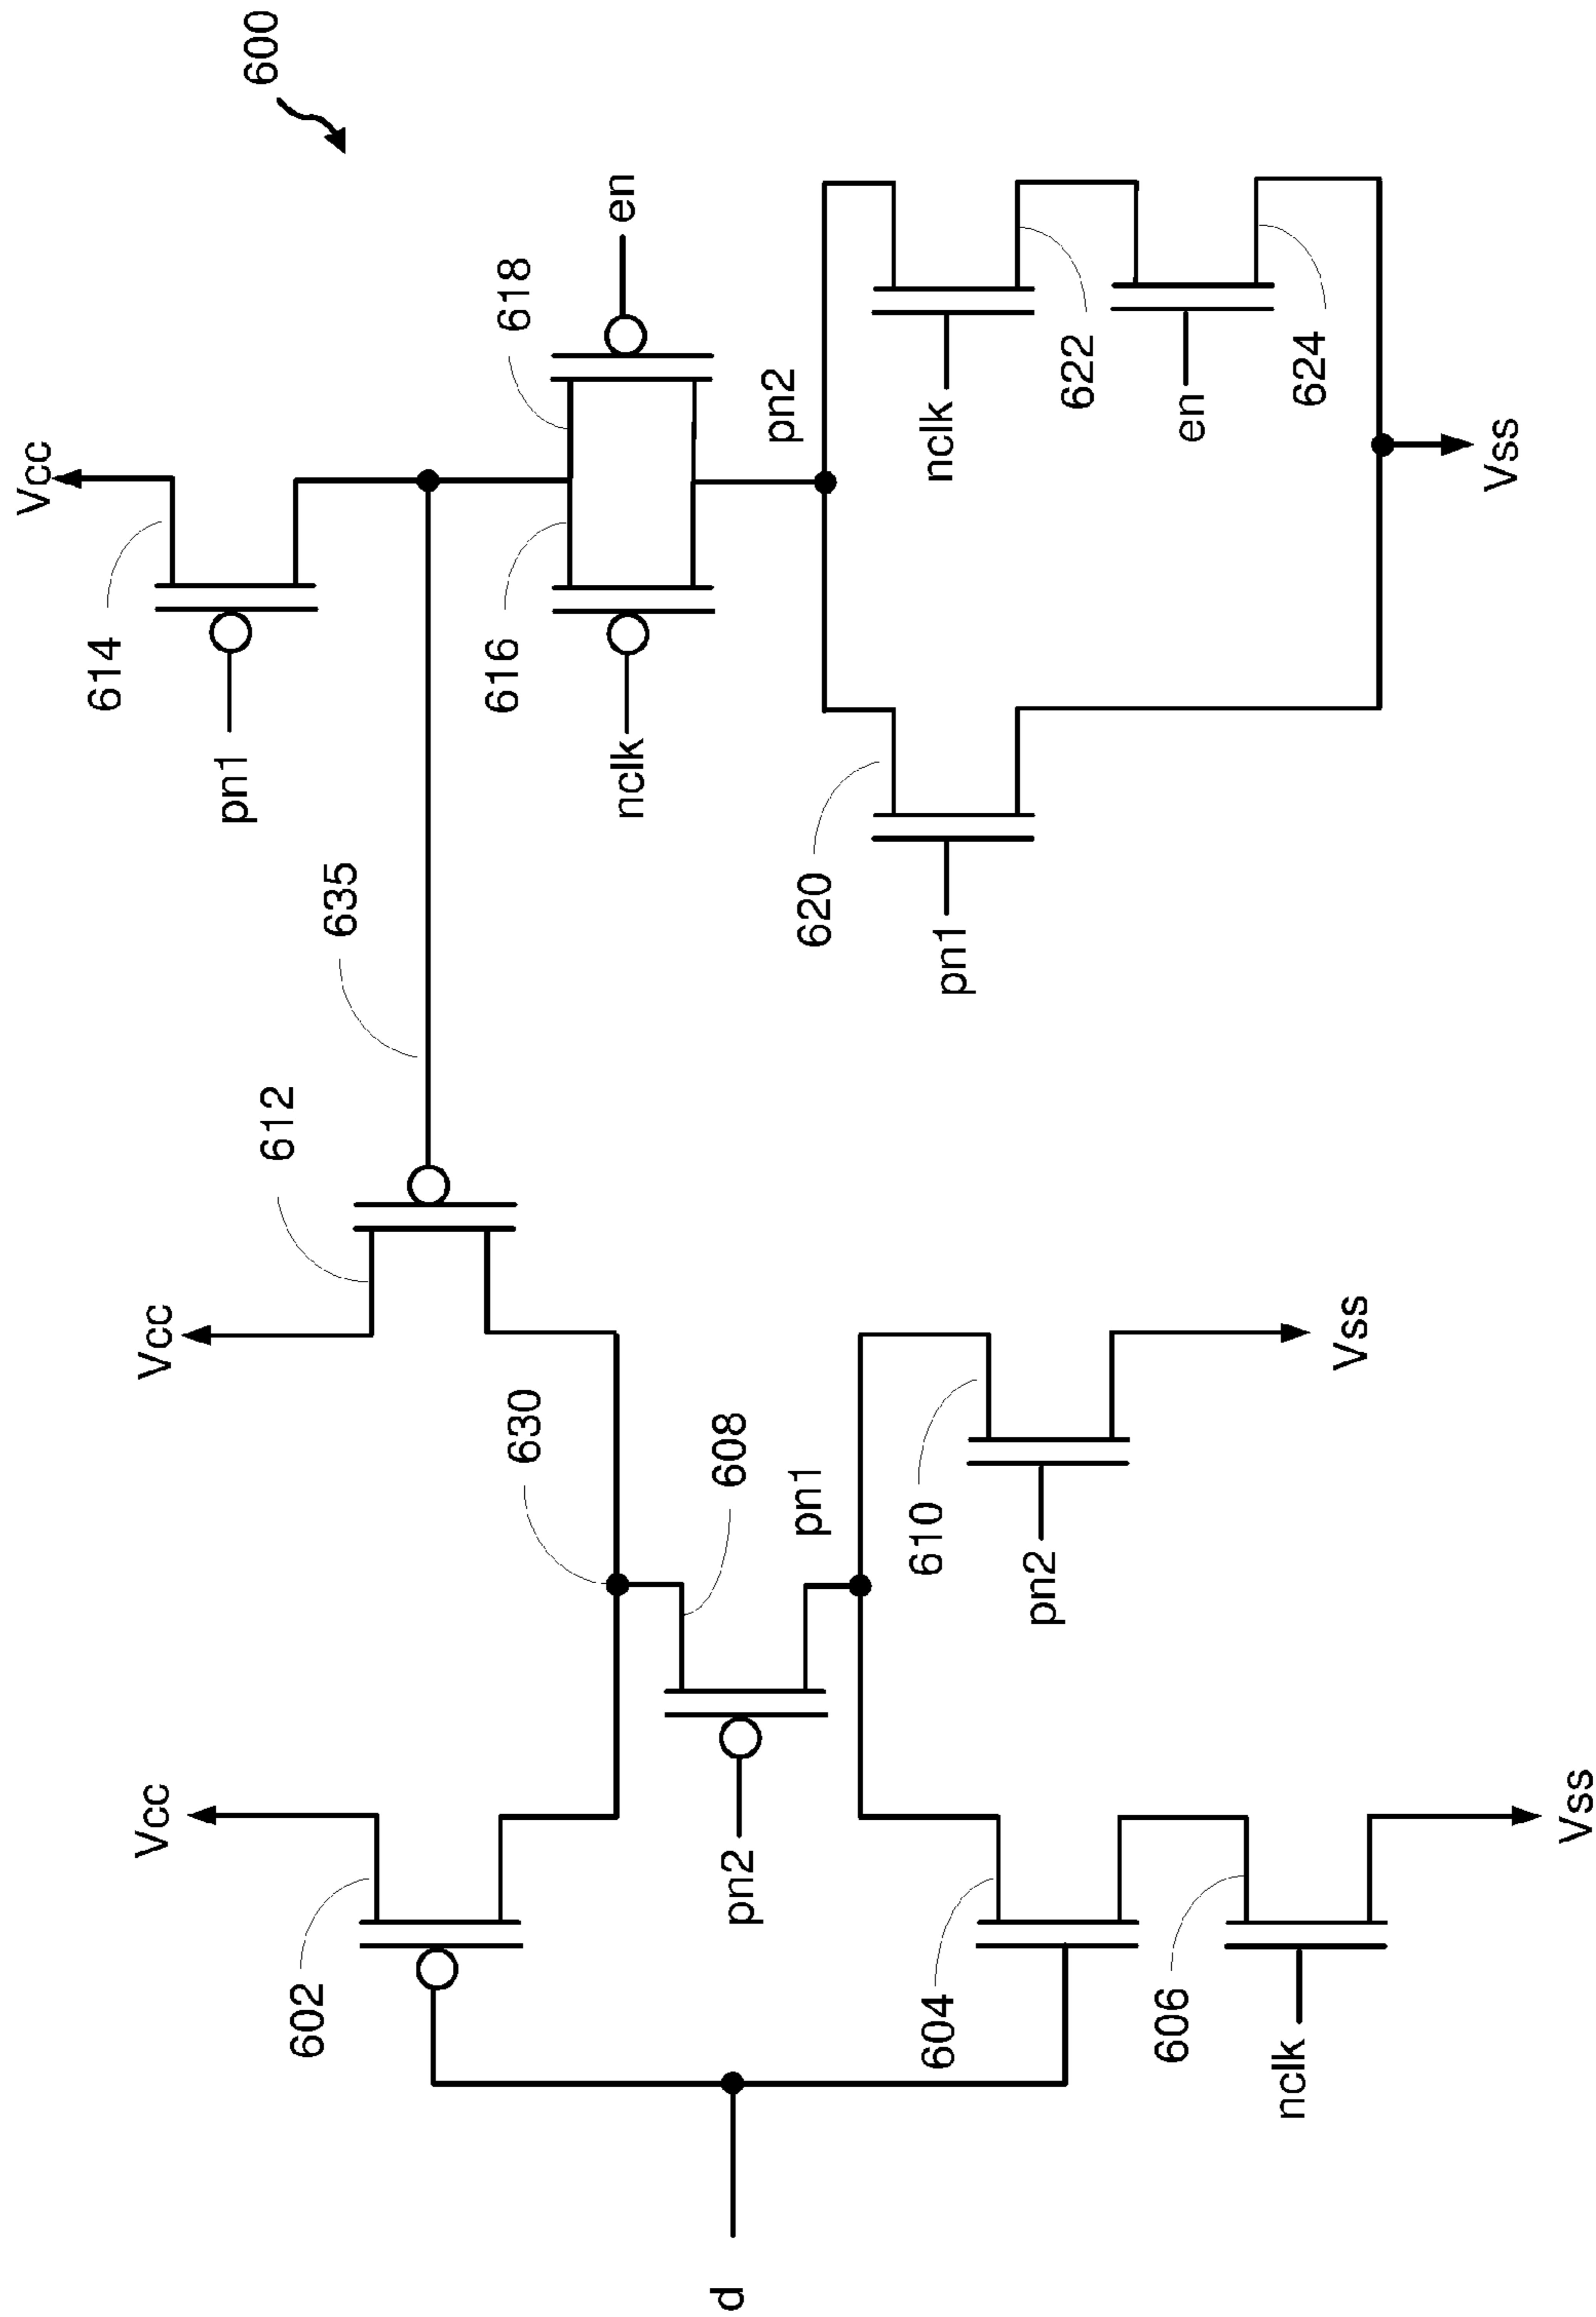 600
Vcc
614
pn1
635
612
Vcc
630
608
pn2
pn1
610
pn2
Vss
Vcc
602
604
606
nclk
Vss
d
616
nclk
618
en
pn2
620
pn1
nclk
622
en
624
Vss